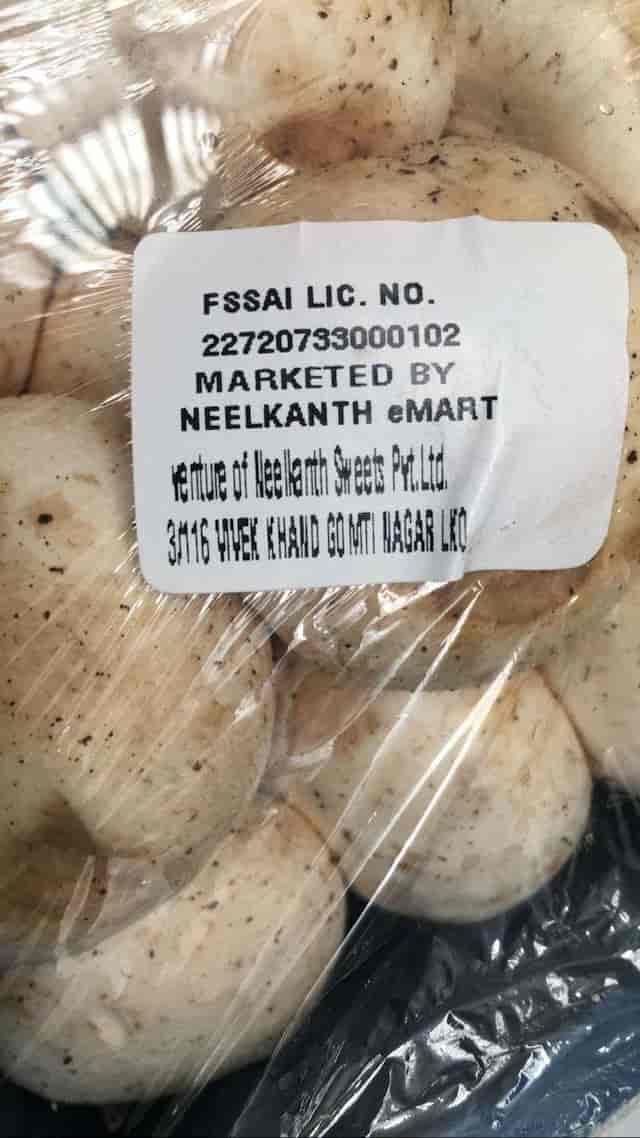 FSSAI LIC. NO.
22720733000102
MARKETED BY
NEELKANTH eMART
venture of Neelkanth Sweets Pvt.Ltd.
3/116 VIVEK KHAND GOMTI NAGAR LKO